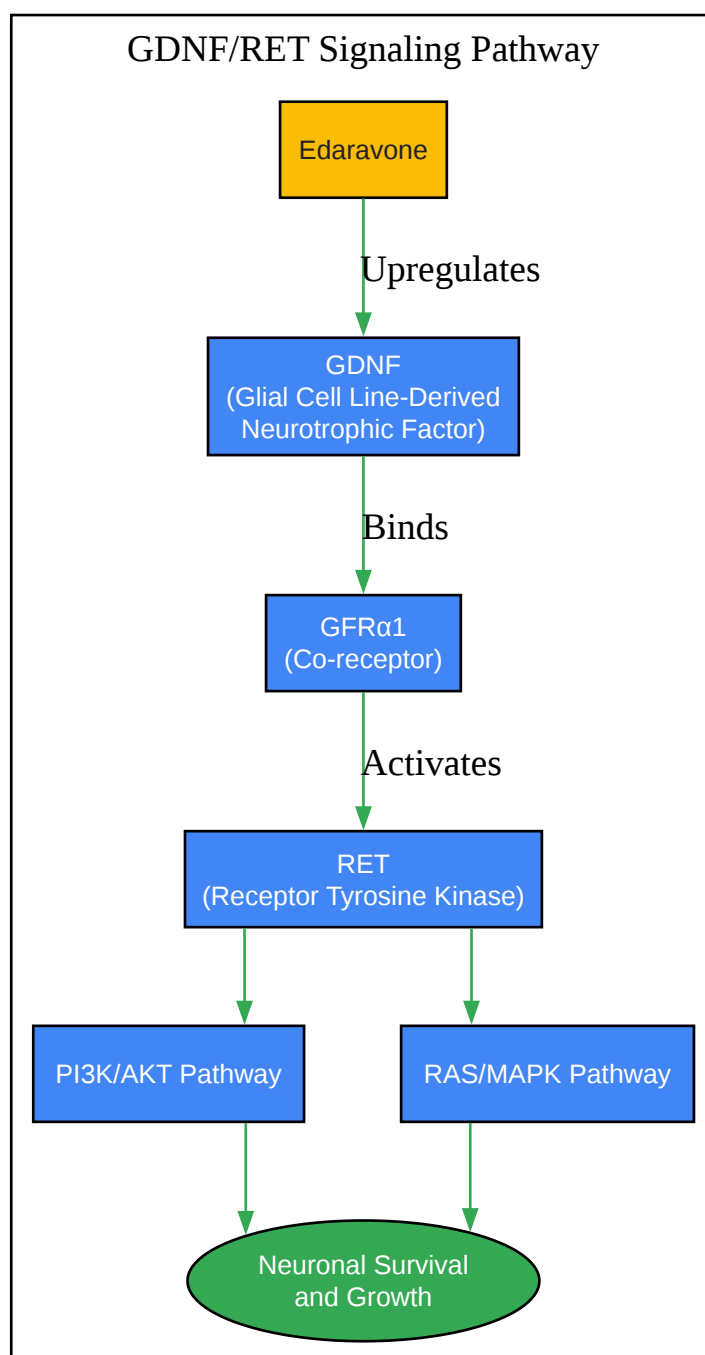 GDNF/RET Signaling Pathway
Edaravone
Upregulates
GDNF
(Glial Cell Line-Derived
Neurotrophic Factor)
Binds
GFRα1
(Co-receptor)
Activates
RET
(Receptor Tyrosine Kinase)
PI3K/AKT Pathway
RAS/MAPK Pathway
Neuronal Survival
and Growth